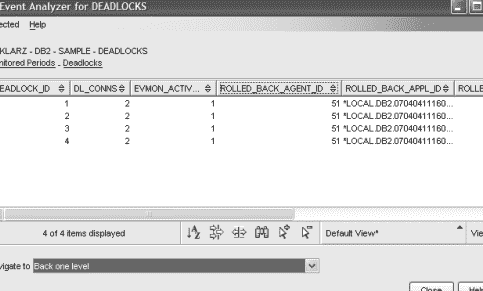 Event Analyzer for DEADLOCKS
ected Help
KLARZ - DB2 - SAMPLE - DEADLOCKS
nitored Periods Deadlocks
EADLOCK_ID DL_CONNS EVMON_ACTIV... ROLLED_BACK_AGENT_ID ROLLED_BACK_APPL_ID ROLLE
1 2 1 51 *LOCAL.DB2.07040411160...
2 2 1 51 *LOCAL.DB2.07040411160...
3 2 1 51 *LOCAL.DB2.07040411160...
4 2 1 51 *LOCAL.DB2.07040411160...
4 of 4 items displayed Default View* Vie
vigate to Back one level
Close Help